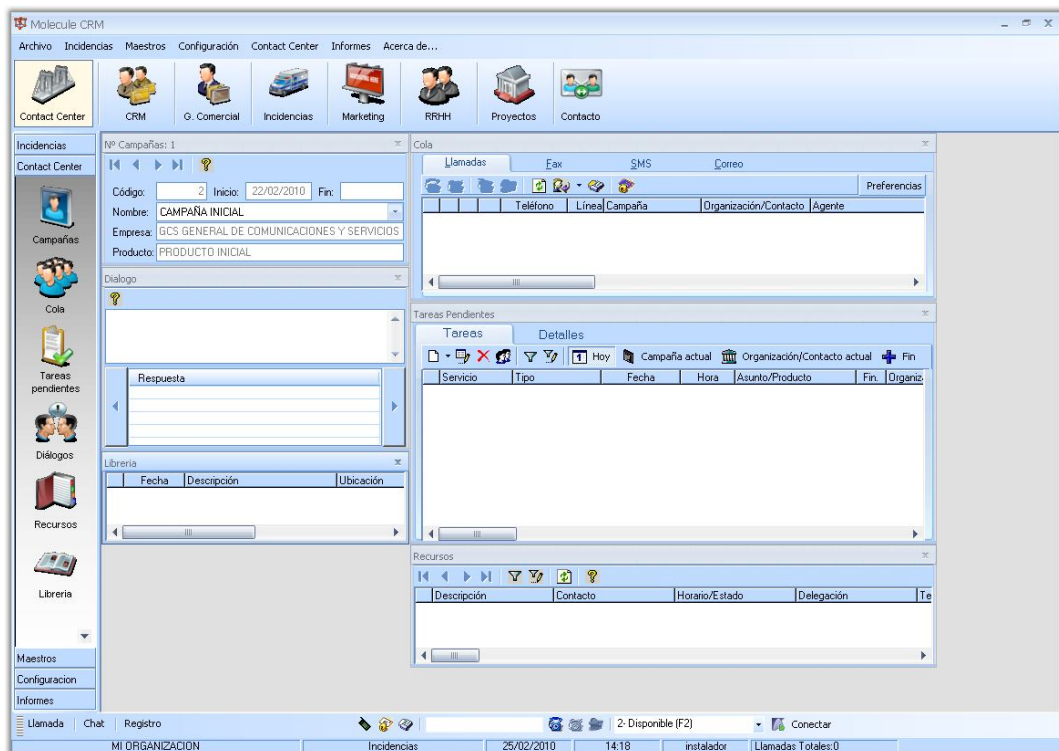 Molecule CRM
Archivo Incidencias Maestros Configuración Contact Center Informes Acerca de...
Contact Center CRM G. Comercial Incidencias Marketing RRHH Proyectos Contacto
Incidencias
Contact Center
Campañas
Cola
Tareas pendientes
Diálogos
Recursos
Libreria
Maestros
Configuracion
Informes
Nº Campañas: 1
Código: 2 Inicio: 22/02/2010 Fin:
Nombre: CAMPAÑA INICIAL
Empresa: GCS GENERAL DE COMUNICACIONES Y SERVICIOS
Producto: PRODUCTO INICIAL
Dialogo
Respuesta
Libreria
Fecha Descripción Ubicación
Cola
Llamadas Fax SMS Correo
Preferencias
Teléfono Línea Campaña Organización/Contacto Agente
Tareas Pendientes
Tareas Detalles
1 Hoy Campaña actual Organización/Contacto actual Fin
Servicio Tipo Fecha Hora Asunto/Producto Fin. Organiz
Recursos
Descripción Contacto Horario/Estado Delegación Te
Llamada Chat Registro 2- Disponible (F2) Conectar
MI ORGANIZACION Incidencias 25/02/2010 14:18 instalador Llamadas Totales:0